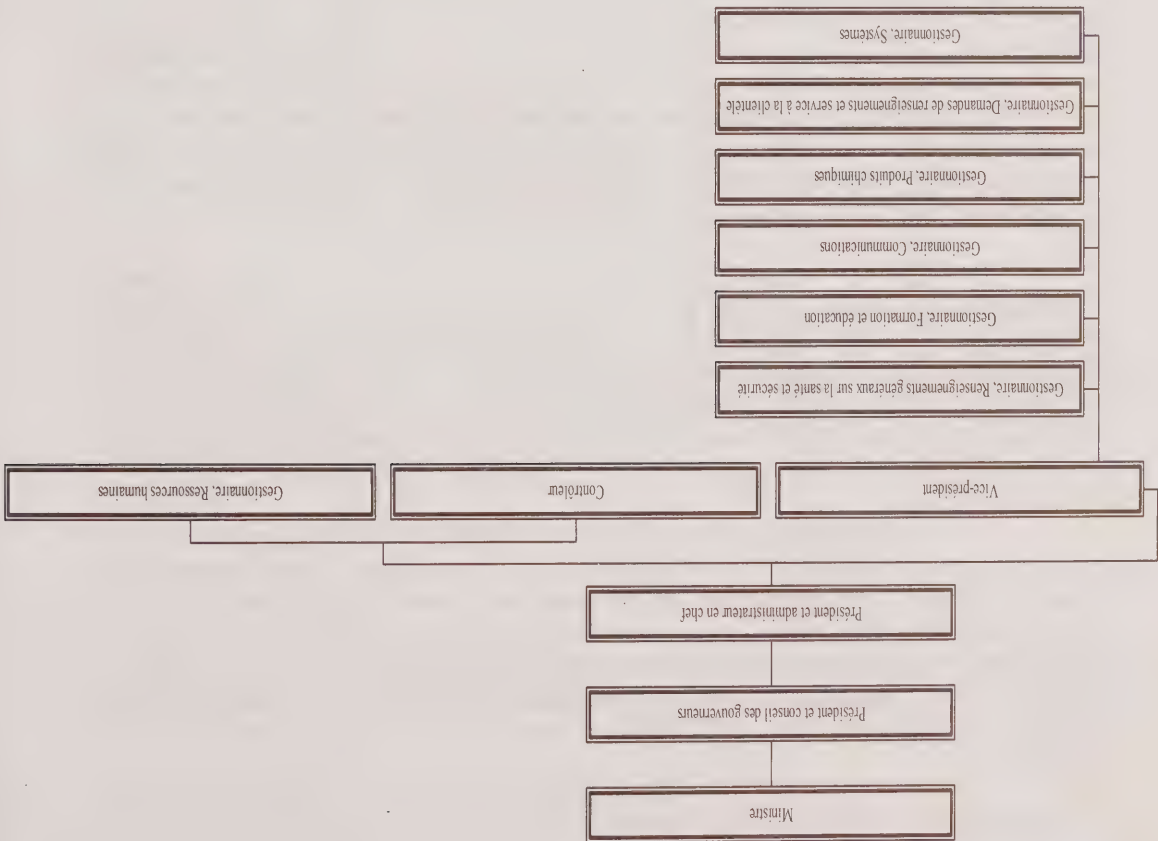 Ministre
Président et conseil des gouverneurs
Président et administrateur en chef
Vice-président
Contrôleur
Gestionnaire, Ressources humaines
Gestionnaire, Renseignements généraux sur la santé et sécurité
Gestionnaire, Formation et éducation
Gestionnaire, Communications
Gestionnaire, Produits chimiques
Gestionnaire, Demandes de renseignements et service à la clientèle
Gestionnaire, Systèmes